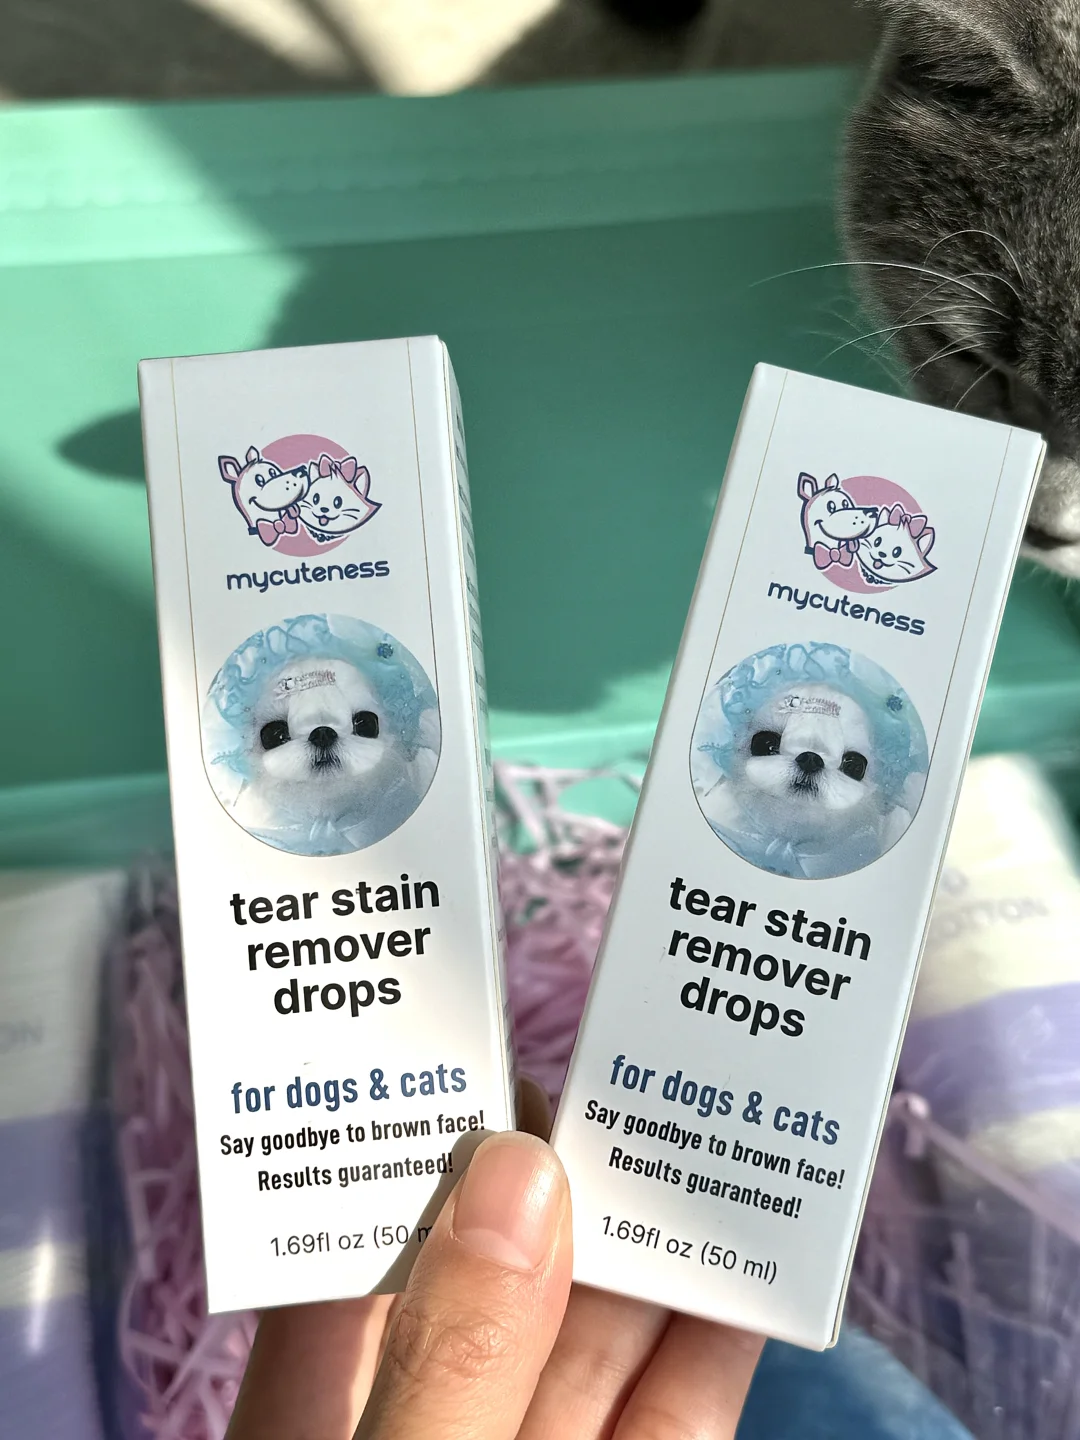 mycuteness
tear stain
remover
drops
for dogs & cats
Say goodbye to brown face!
Results guaranteed!
1.69fl oz (50 m
mycuteness
tear stain
remover
drops
for dogs & cats
Say goodbye to brown face!
Results guaranteed!
1.69fl oz (50 ml)